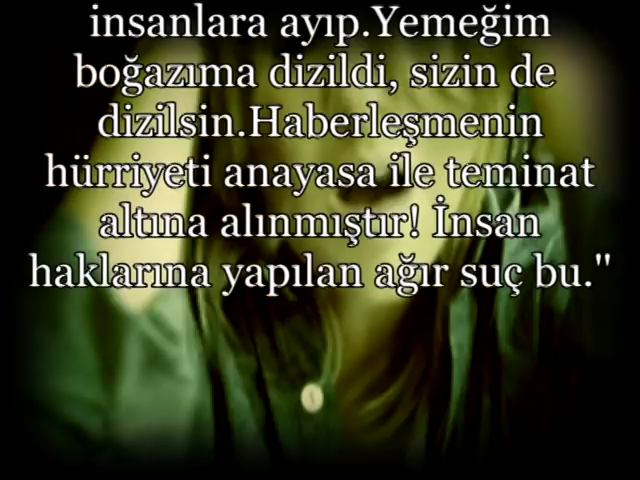 insanlara ayıp.Yemeğim
boğazıma dizildi, sizin de
dizilsin.Haberleşmenin
hürriyeti anayasa ile teminat
altına alınmıştır! İnsan
haklarına yapılan ağır suç bu."